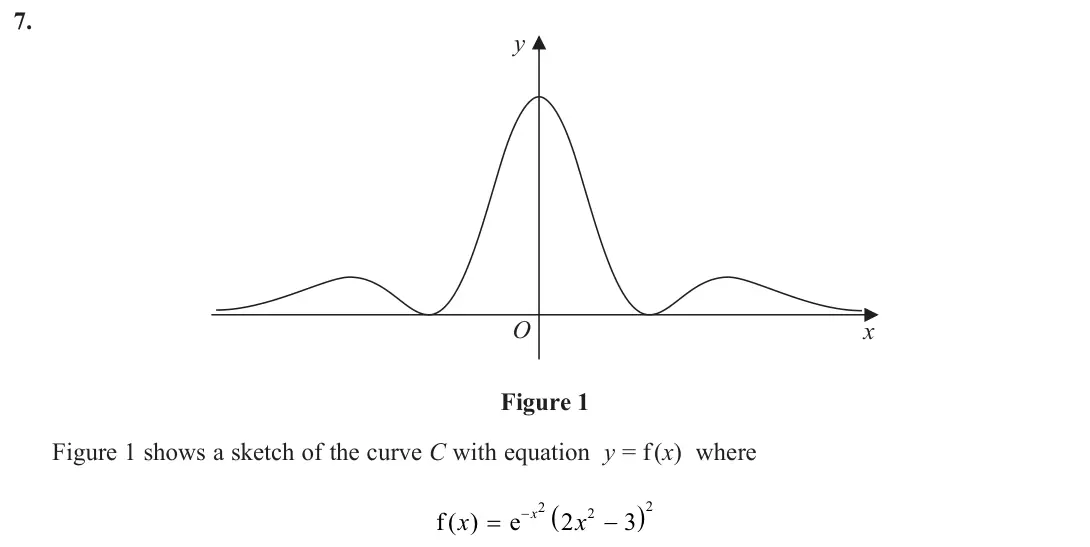 7.
y
O
x
Figure 1
Figure 1 shows a sketch of the curve C with equation y = f(x) where
f(x) = e^{-x^2} (2x^2 − 3)^2